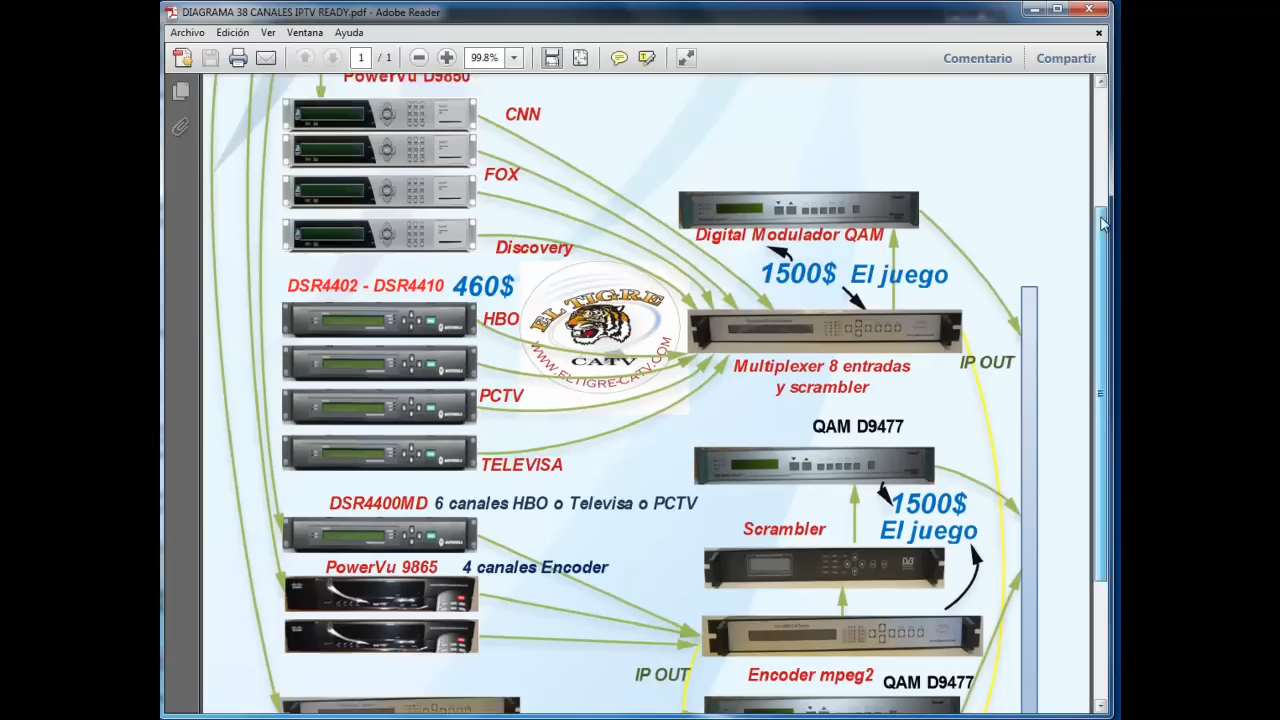 DIAGRAMA 38 CANALES IPTV READY.pdf - Adobe Reader
Archivo Edición Ver Ventana Ayuda
1 / 1 99.8% Comentario Compartir
PowerVu D9850
CNN
FOX
Discovery
Digital Modulador QAM
1500$ El juego
DSR4402 - DSR4410 460$
HBO
EL TIGRE
CATV
WWW.ELTIGRE-CATV.COM
IP OUT
Multiplexer 8 entradas
y scrambler
PCTV
QAM D9477
TELEVISA
1500$
El juego
DSR4400MD 6 canales HBO o Televisa o PCTV
Scrambler
PowerVu 9865 4 canales Encoder
IP OUT
Encoder mpeg2
QAM D9477